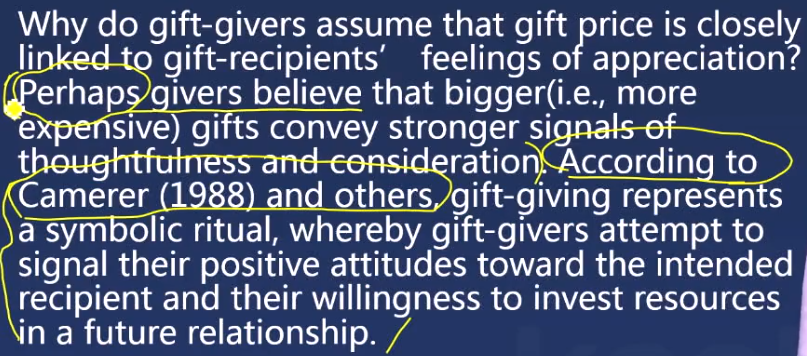 Why do gift-givers assume that gift price is closely
linked to gift-recipients' feelings of appreciation?
Perhaps givers believe that bigger(i.e., more
expensive) gifts convey stronger signals of
thoughtfulness and consideration. According to
Camerer (1988) and others, gift-giving represents
a symbolic ritual, whereby gift-givers attempt to
signal their positive attitudes toward the intended
recipient and their willingness to invest resources
in a future relationship.